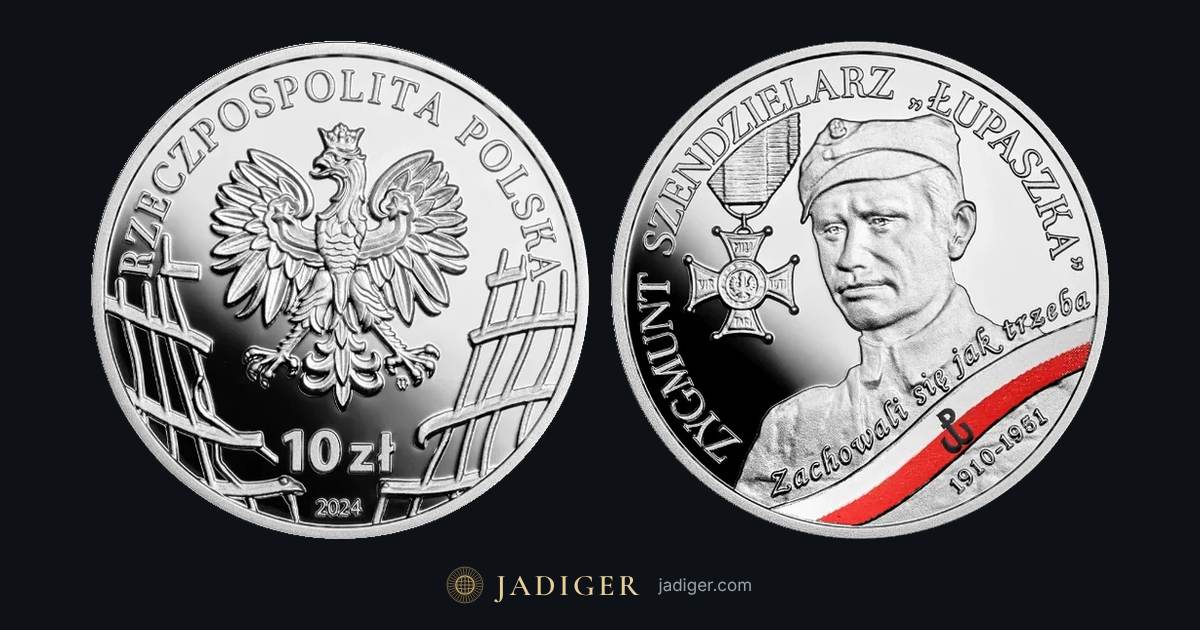 RZECZPOSPOLITA POLSKA
10 zł
2024
ZYGMUNT SZENDZIELARZ „ŁUPASZKA”
Zachowali się jak trzeba
1910-1951
JADIGER jadiger.com